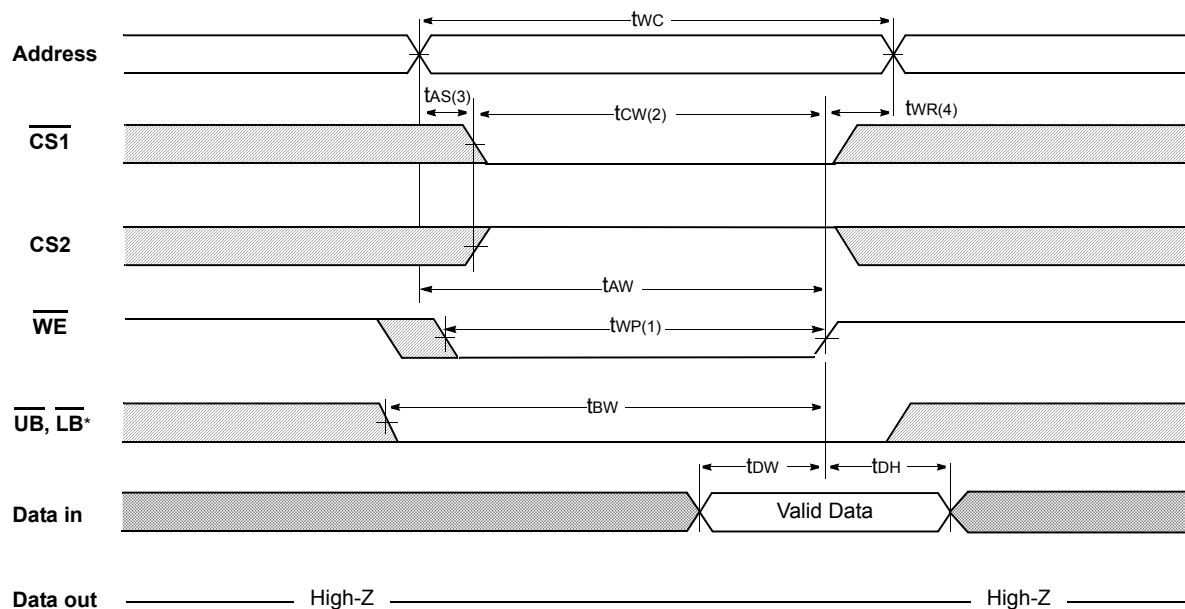 tWC
Address
tAS(3) tCW(2) tWR(4)
CS1
CS2
tAW
WE
tWP(1)
UB, LB*
tBW
tDW tDH
Data in Valid Data
Data out High-Z High-Z